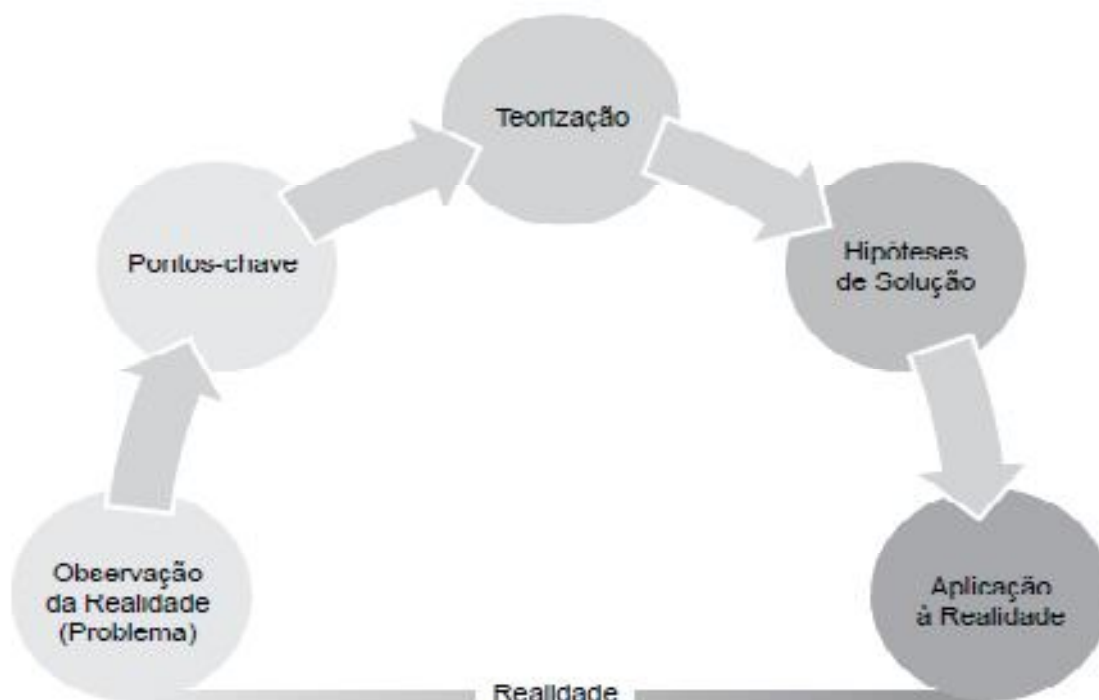 Teorização
Pontos-chave
Hipóteses
de Solução
Observação
da Realidade
(Problema)
Aplicação
à Realidade
Realidade